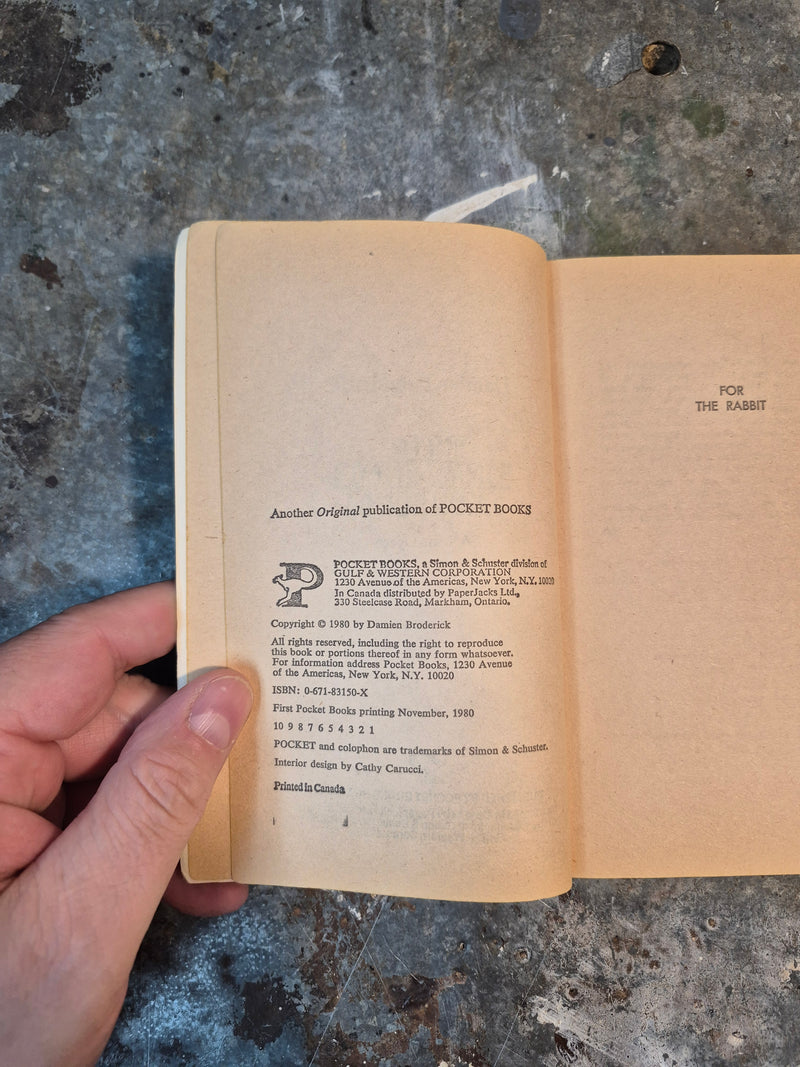 Another Original publication of POCKET BOOKS
POCKET BOOKS, a Simon & Schuster division of
GULF & WESTERN CORPORATION
1230 Avenue of the Americas, New York, N.Y. 10020
In Canada distributed by PaperJacks Ltd.,
330 Steelcase Road, Markham, Ontario.
Copyright © 1980 by Damien Broderick
All rights reserved, including the right to reproduce
this book or portions thereof in any form whatsoever.
For information address Pocket Books, 1230 Avenue
of the Americas, New York, N.Y. 10020
ISBN: 0-671-83150-X
First Pocket Books printing November, 1980
10 9 8 7 6 5 4 3 2 1
POCKET and colophon are trademarks of Simon & Schuster.
Interior design by Cathy Carucci.
Printed in Canada
FOR
THE RABBIT